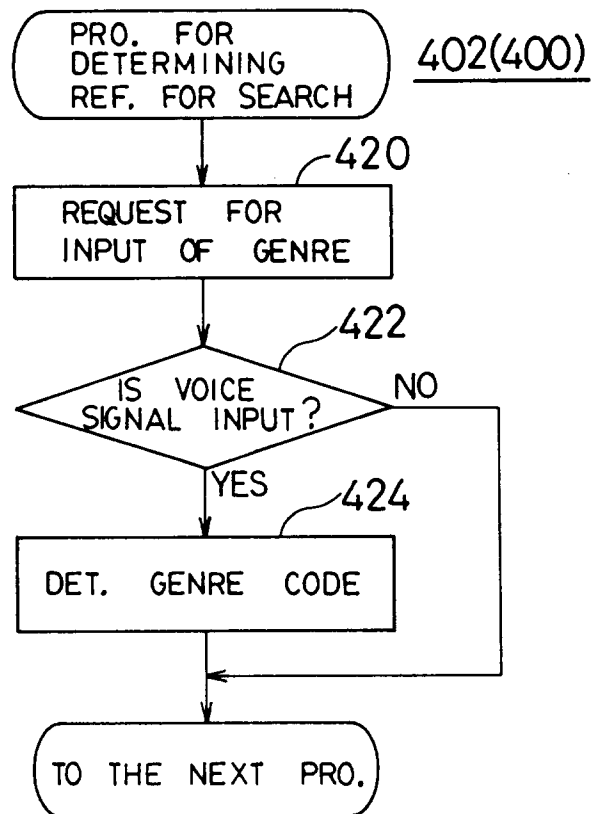 PRO. FOR
DETERMINING
REF. FOR SEARCH
402(400)
420
REQUEST FOR
INPUT OF GENRE
422
IS VOICE
SIGNAL INPUT?
NO
YES
424
DET. GENRE CODE
TO THE NEXT PRO.